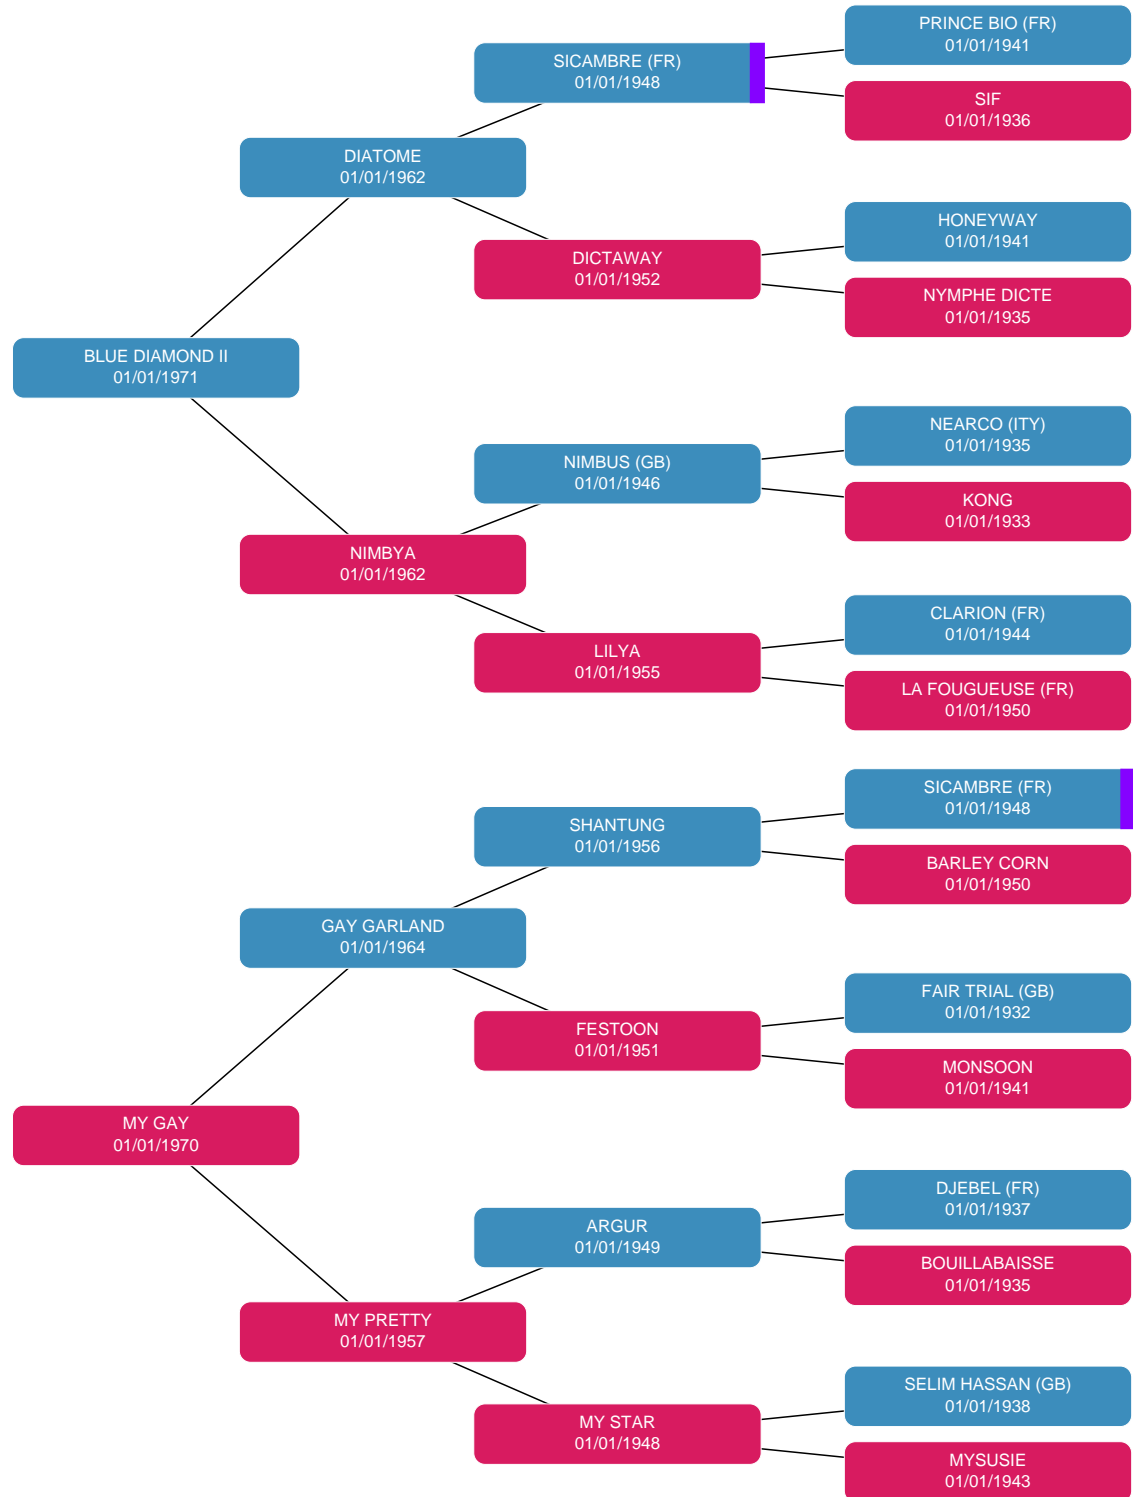 PRINCE BIO (FR)
01/01/1941
SICAMBRE (FR)
01/01/1948
SIF
01/01/1936
DIATOME
01/01/1962
HONEYWAY
01/01/1941
DICTAWAY
01/01/1952
NYMPHE DICTE
01/01/1935
BLUE DIAMOND II
01/01/1971
NEARCO (ITY)
01/01/1935
NIMBUS (GB)
01/01/1946
KONG
01/01/1933
NIMBYA
01/01/1962
CLARION (FR)
01/01/1944
LILYA
01/01/1955
LA FOUGUEUSE (FR)
01/01/1950
SICAMBRE (FR)
01/01/1948
SHANTUNG
01/01/1956
BARLEY CORN
01/01/1950
GAY GARLAND
01/01/1964
FAIR TRIAL (GB)
01/01/1932
FESTOON
01/01/1951
MONSOON
01/01/1941
MY GAY
01/01/1970
DJEBEL (FR)
01/01/1937
ARGUR
01/01/1949
BOUILLABAISSE
01/01/1935
MY PRETTY
01/01/1957
SELIM HASSAN (GB)
01/01/1938
MY STAR
01/01/1948
MYSUSIE
01/01/1943